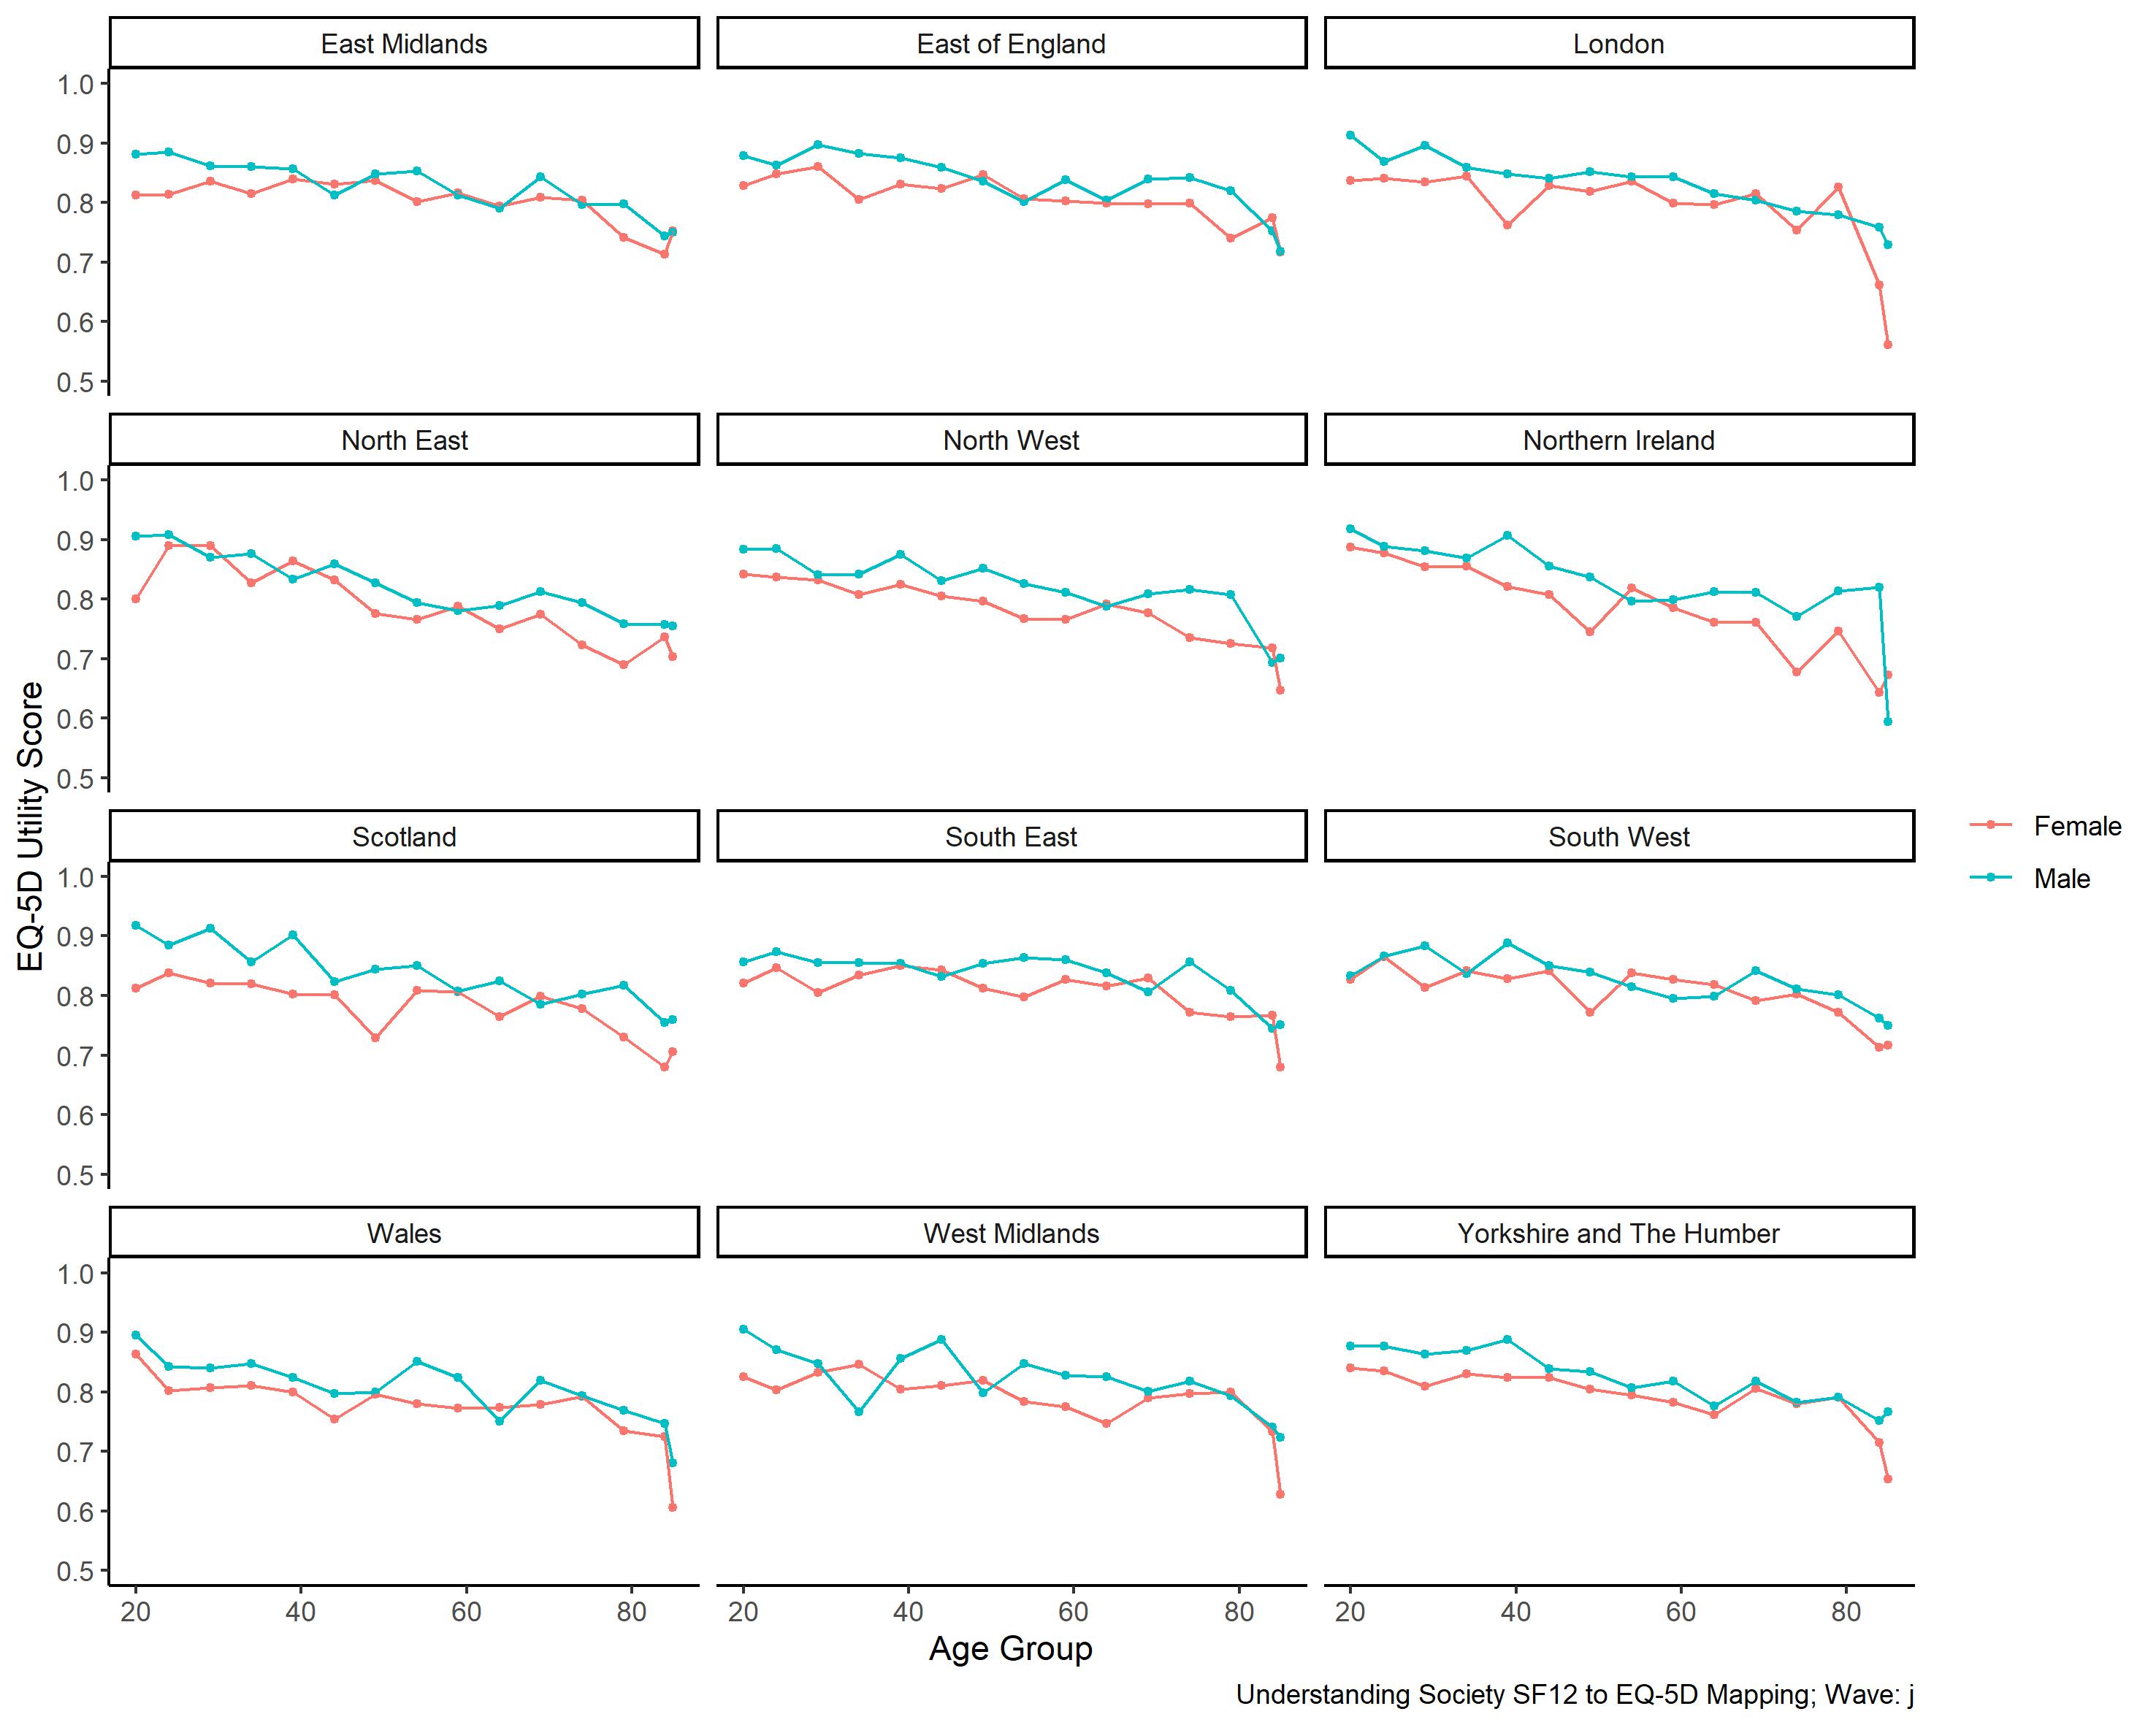 East Midlands
East of England
London
1.0
0.9
0.8
0.7
0.6
0.5
North East
North West
Northern Ireland
1.0
0.9
0.8
0.7
0.6
0.5
EQ-5D Utility Score
Scotland
South East
South West
1.0
0.9
0.8
0.7
0.6
0.5
Female
Male
Wales
West Midlands
Yorkshire and The Humber
1.0
0.9
0.8
0.7
0.6
0.5
20 40 60 80
20 40 60 80
20 40 60 80
Age Group
Understanding Society SF12 to EQ-5D Mapping; Wave: j